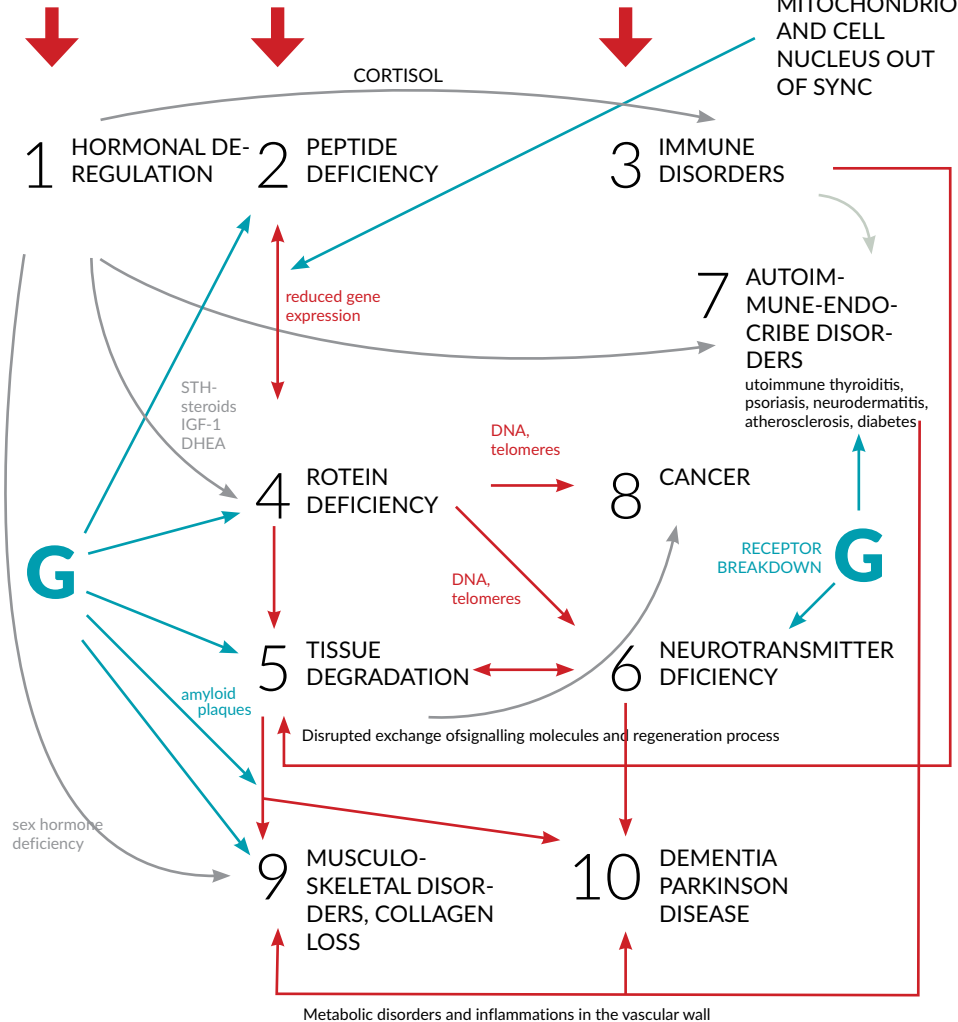 MITOCHONDRIO
AND CELL
NUCLEUS OUT
OF SYNC
CORTISOL
1 HORMONAL DE-
REGULATION
2 PEPTIDE
DEFICIENCY
3 IMMUNE
DISORDERS
reduced gene
expression
7 AUTOIM-
MUNE-ENDO-
CRIBE DISOR-
DERS
utoimmune thyroiditis,
psoriasis, neurodermatitis,
atherosclerosis, diabetes
STH-
steroids
IGF-1
DHEA
DNA,
telomeres
4 ROTEIN
DEFICIENCY
8 CANCER
G
RECEPTOR
BREAKDOWN
G
DNA,
telomeres
5 TISSUE
DEGRADATION
6 NEUROTRANSMITTER
DFICIENCY
amyloid
plaques
Disrupted exchange ofsignalling molecules and regeneration process
sex hormone
deficiency
9 MUSCULO-
SKELETAL DISOR-
DERS, COLLAGEN
LOSS
10 DEMENTIA
PARKINSON
DISEASE
Metabolic disorders and inflammations in the vascular wall